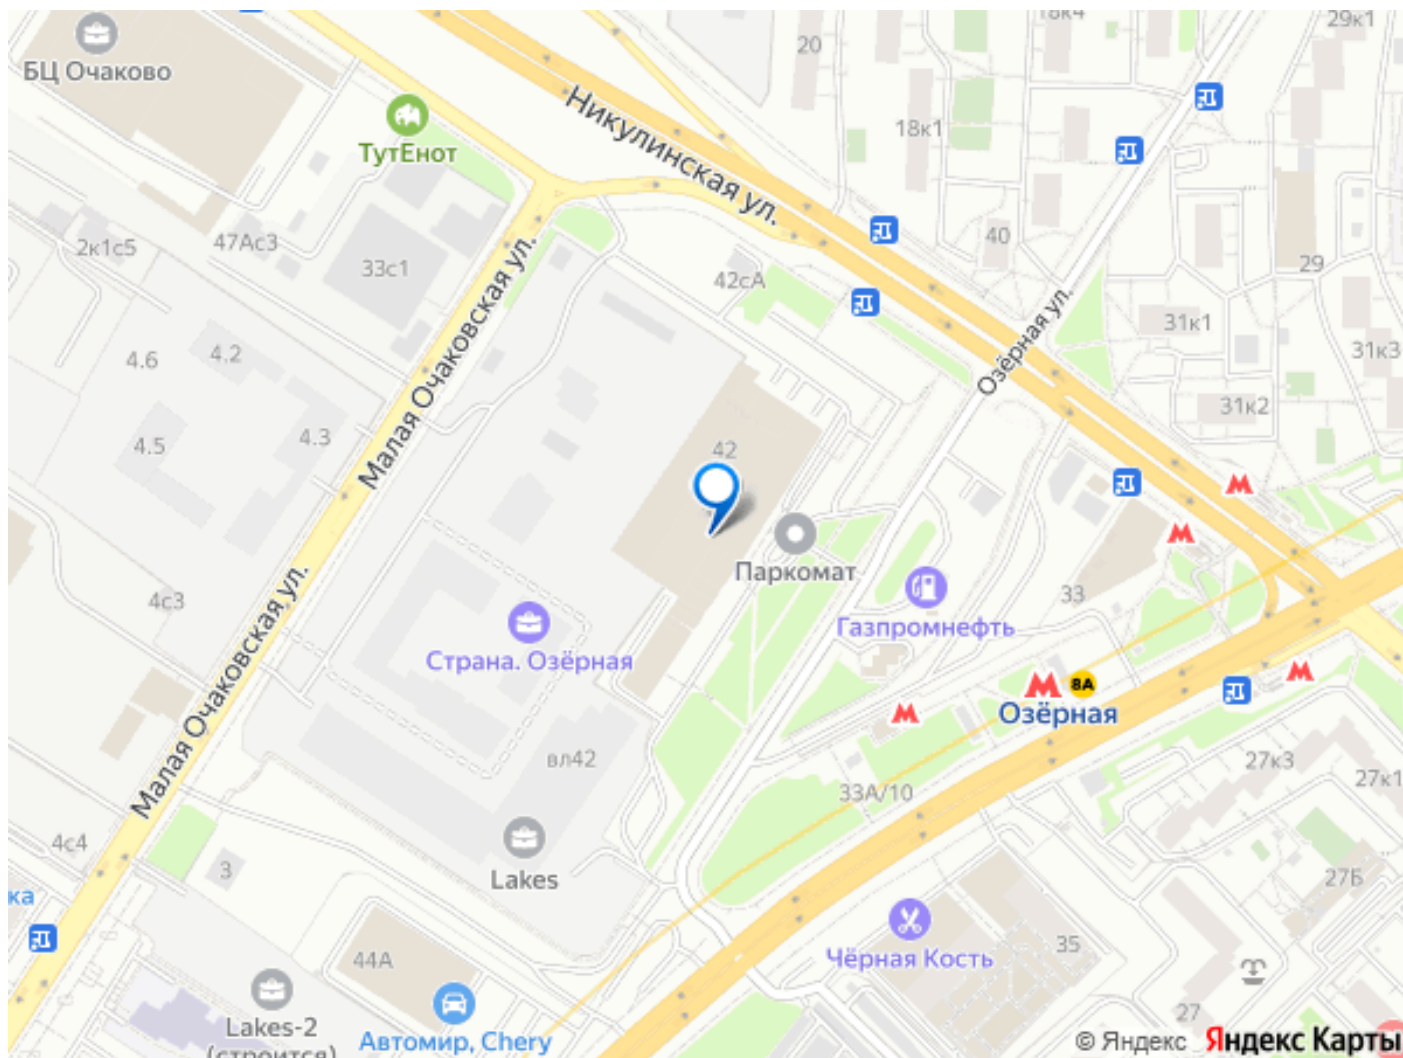 18к4
29к1
20
БЦ Очаково
Никулинская ул.
18к1
ТутЕнот
2к1с5
47Ас3
33с1
42сА
40
29
Озёрная ул.
31к1
31к3
4.6
4.2
Малая Очаковская ул.
31к2
4.5
4.3
42
Паркомат
4с3
33
Газпромнефть
Страна. Озёрная
8А
Озёрная
Малая Очаковская ул.
вл42
27к3
27к1
33А/10
4с4
3
Lakes
27Б
ка
35
Чёрная Кость
44А
27
Lakes-2
(строится)
Автомир, Chery
© Яндекс Яндекс Карты